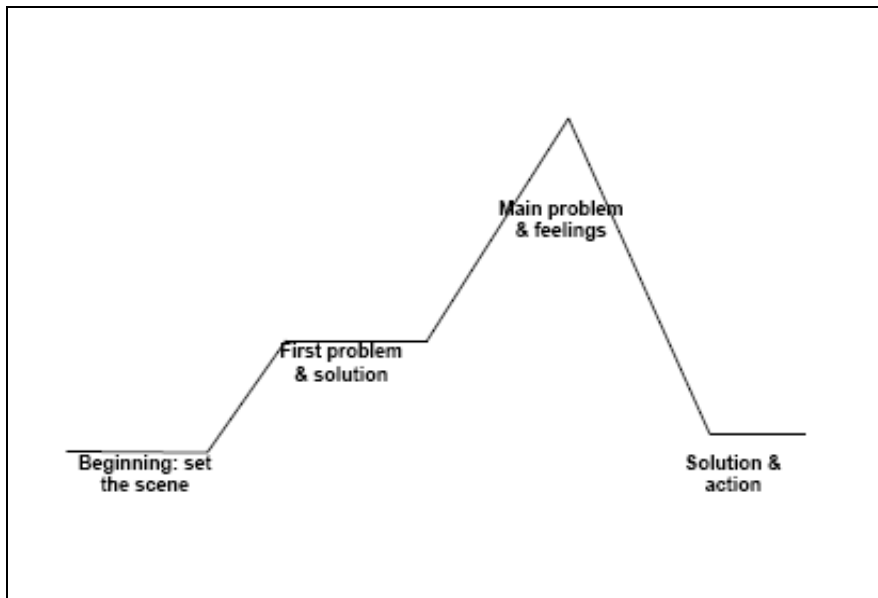 Main problem
& feelings
First problem
& solution
Beginning: set
the scene
Solution &
action